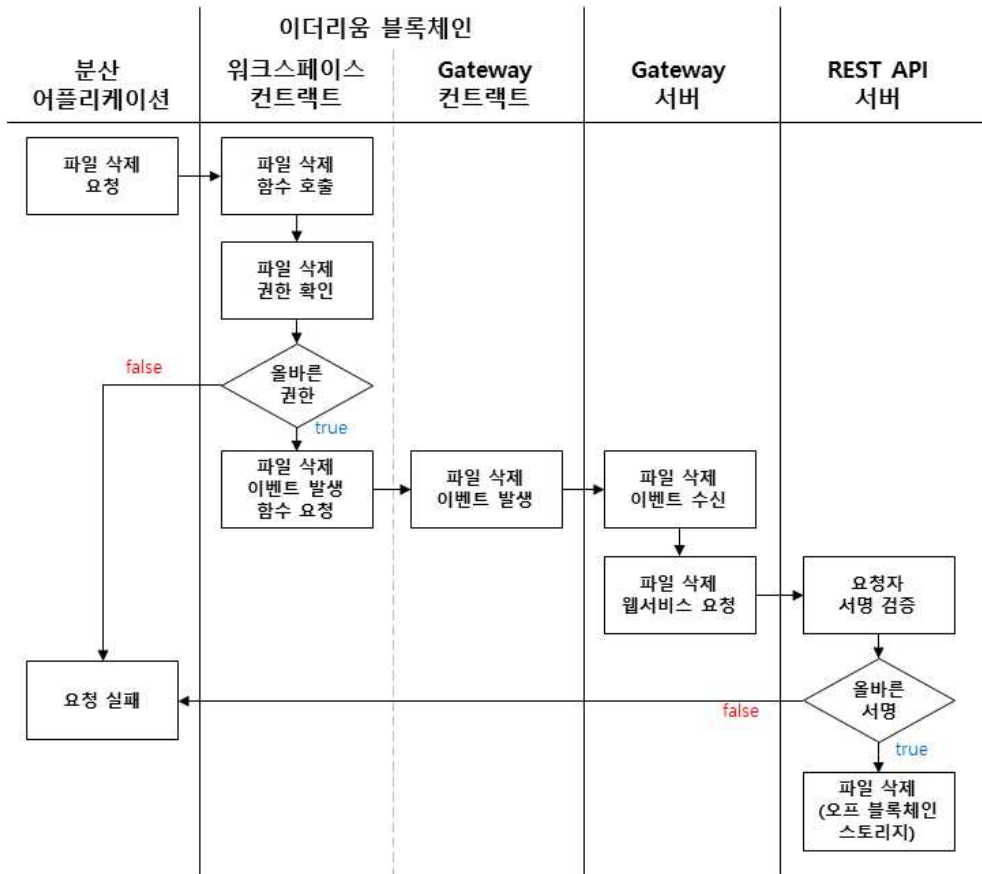 이더리움 블록체인
분산
어플리케이션
워크스페이스
컨트랙트
Gateway
컨트랙트
Gateway
서버
REST API
서버
파일 삭제
요청
파일 삭제
함수 호출
파일 삭제
권한 확인
올바른
권한
false
true
파일 삭제
이벤트 발생
함수 요청
파일 삭제
이벤트 발생
파일 삭제
이벤트 수신
파일 삭제
웹서비스 요청
요청자
서명 검증
올바른
서명
false
true
요청 실패
파일 삭제
(오프 블록체인
스토리지)